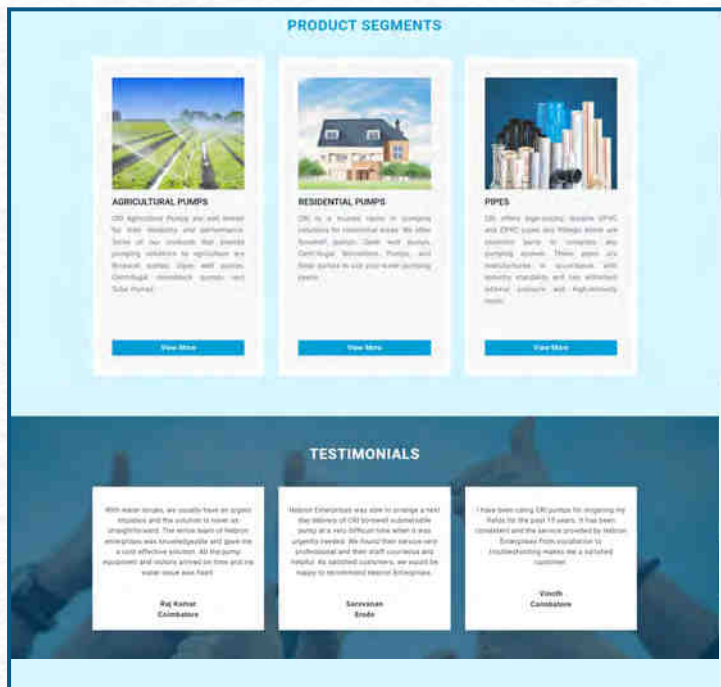 PRODUCT SEGMENTS
AGRICULTURAL PUMPS
CRI Agricultural Pumps are well known
for their reliability and performance.
Some of our products that provide
pumping solutions to agriculture are
Borewell pumps, Open well pumps,
Centrifugal monoblock pumps and
Solar Pumps.
View More
RESIDENTIAL PUMPS
CRI is a trusted name in pumping
solutions for residential areas. We offer
Borewell pumps, Open well pumps,
Centrifugal Monoblock Pumps, and
Solar pumps to suit your water pumping
needs.
View More
PIPES
CRI offers high-quality, durable UPVC
and CPVC pipes and fittings which are
essential parts to complete any
pumping system. These pipes are
manufactured in accordance with
industry standards and can withstand
external pressure and high-intensity
View More
TESTIMONIALS
With water issues, we usually have an urgent
situation and the solution is never as
straightforward. The entire team of Hebron
enterprises was knowledgeable and gave me
a cost-effective solution. All the pump
equipment and motors arrived on time and my
water issue was fixed.
Raj Kumar
Coimbatore
Hebron Enterprises was able to arrange a next
day delivery of CRI borewell submersible
pump at a very difficult time when it was
urgently needed. We found their service very
professional and their staff courteous and
helpful. As satisfied customers, we would be
happy to recommend Hebron Enterprises.
Saravanan
Erode
I have been using CRI pumps for irrigating my
fields for the past 15 years. It has been
consistent and the service provided by Hebron
Enterprises from installation to
troubleshooting makes me a satisfied
customer.
Vinoth
Coimbatore